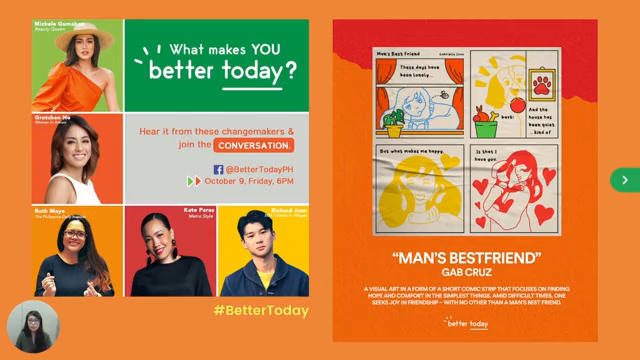 Michele Gumabao
Beauty Queen
What makes YOU
better today?
Gretchen Ho
Woman in Action
Hear it from these changemakers &
join the CONVERSATION.
@BetterTodayPH
October 9, Friday, 6PM
Ruth Mayo
Kate Paras
Metro Style
Richard Juan
#BetterToday
Man's Best Friend
These days have
been lonely...
bark!
And the
house has
been quiet
...kind of
But what makes me happy,
Is that I
have you.
"MAN'S BESTFRIEND"
GAB CRUZ
A VISUAL ART IN A FORM OF A SHORT COMIC STRIP THAT FOCUSES ON FINDING
HOPE AND COMFORT IN THE SIMPLEST THINGS. AMID DIFFICULT TIMES, ONE
SEEKS JOY IN FRIENDSHIP – WITH NO OTHER THAN A MAN'S BEST FRIEND.
better today